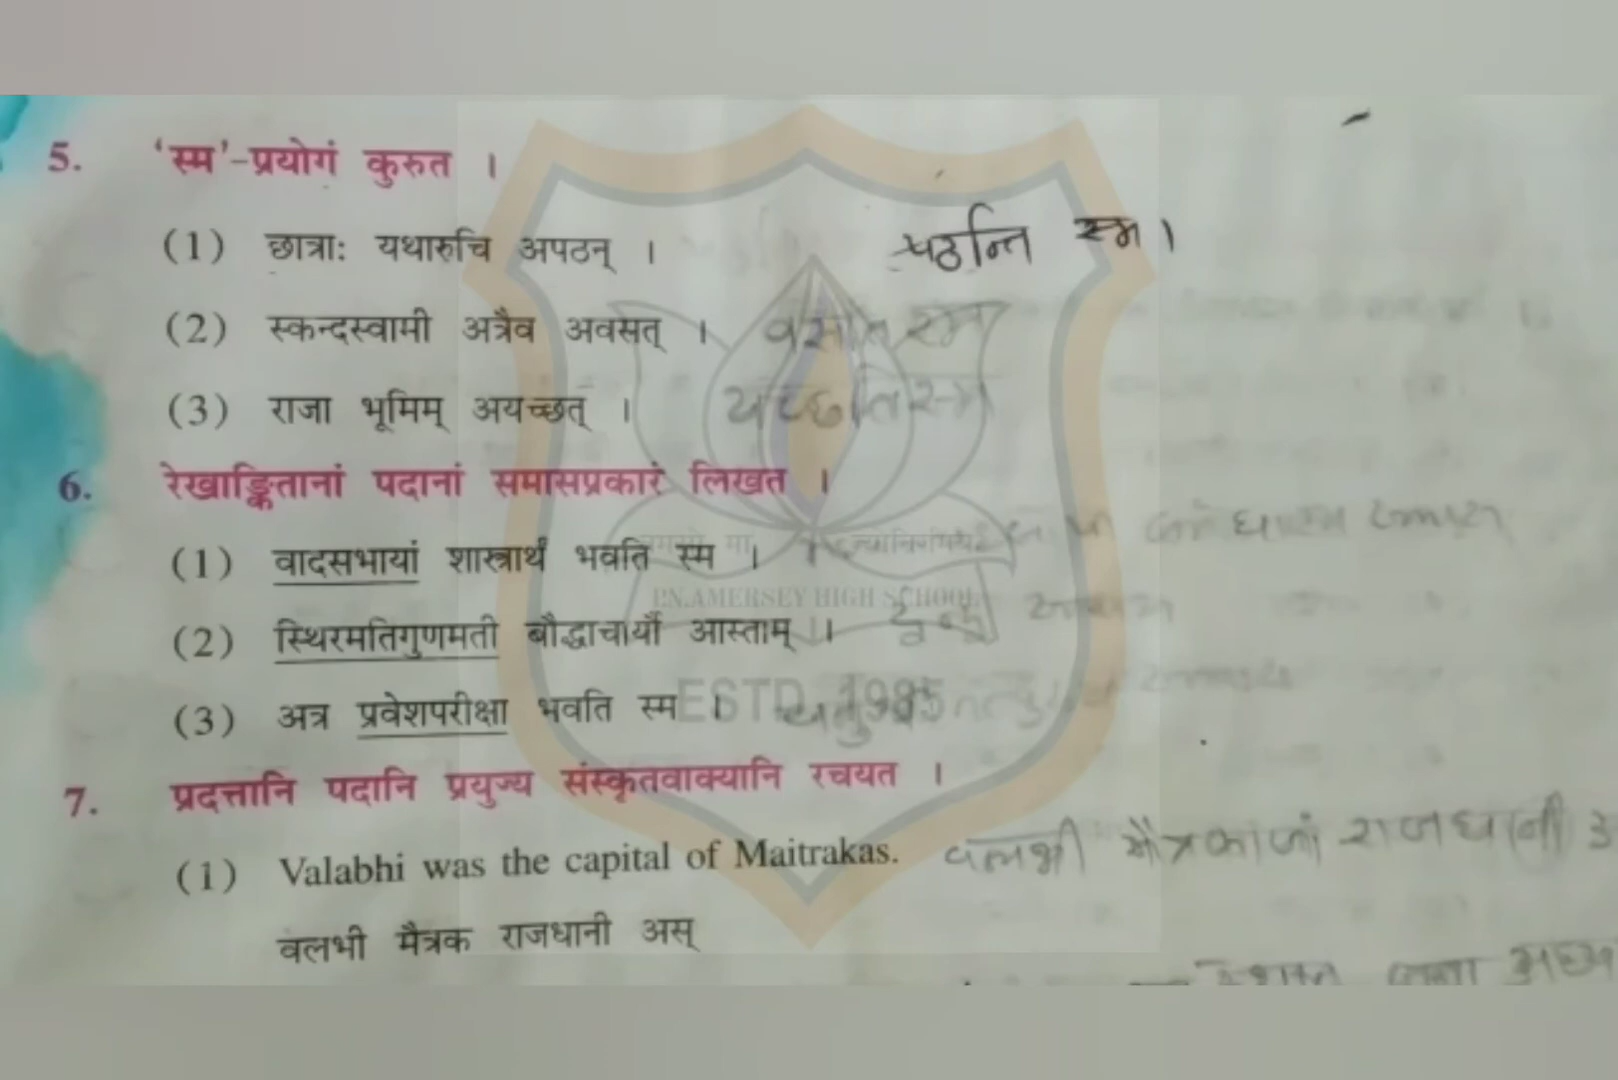 5. 'स्म'-प्रयोगं कुरुत ।
(1) छात्राः यथारुचि अपठन् । पठन्ति स्म ।
(2) स्कन्दस्वामी अत्रैव अवसत् । वसति स्म
(3) राजा भूमिम् अयच्छत् । यच्छति स्म
6. रेखाङ्कितानां पदानां समासप्रकारं लिखत ।
(1) वादसभायां शास्त्रार्थं भवति स्म ।
P.N.AMERSEY HIGH SCHOOL
(2) स्थिरमतिगुणमती बौद्धाचार्यौ आस्ताम् ।
ESTD 1985
(3) अत्र प्रवेशपरीक्षा भवति स्म ।
7. प्रदत्तानि पदानि प्रयुज्य संस्कृतवाक्यानि रचयत ।
(1) Valabhi was the capital of Maitrakas. वलभी मैत्रकाणां राजधानी
वलभी मैत्रक राजधानी अस्